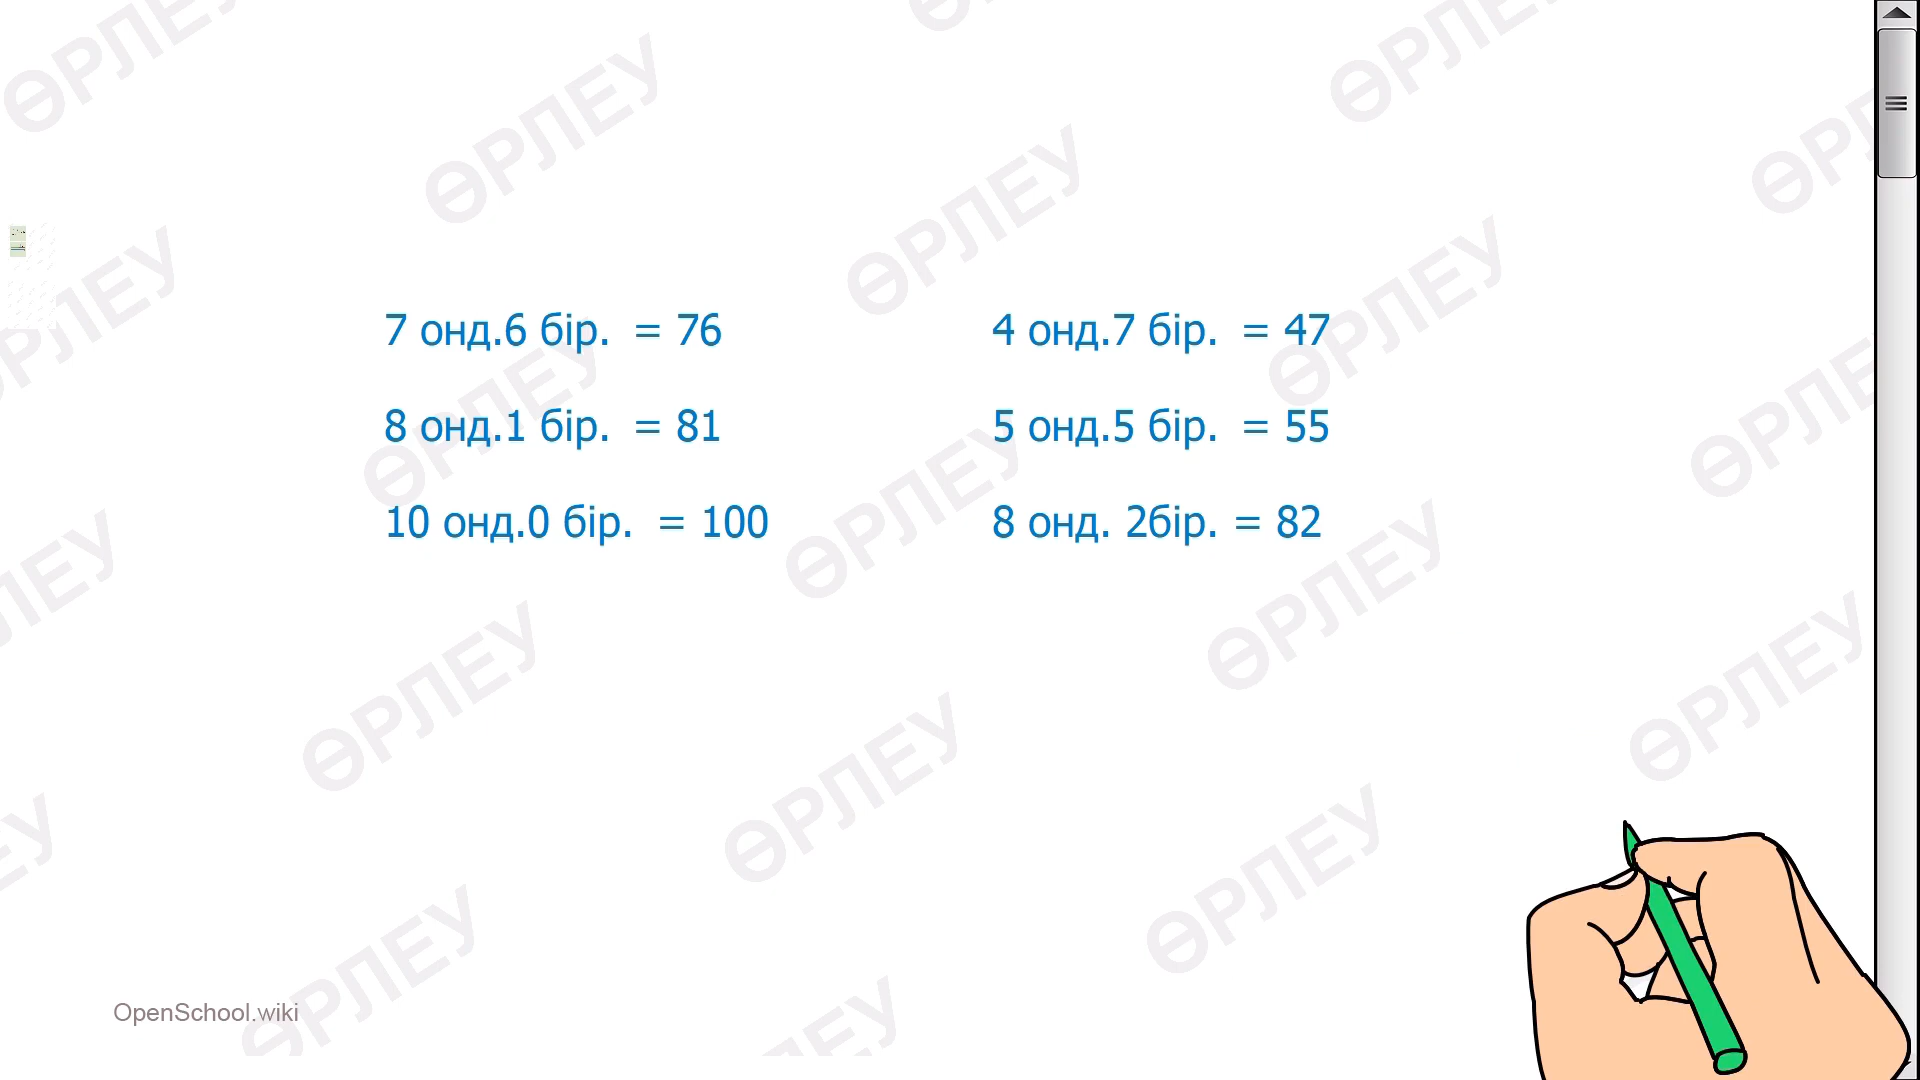 7 онд.6 бір. = 76
8 онд.1 бір. = 81
10 онд.0 бір. = 100
4 онд.7 бір. = 47
5 онд.5 бір. = 55
8 онд. 2бір. = 82
ӨРЛЕУ
OpenSchool.wiki